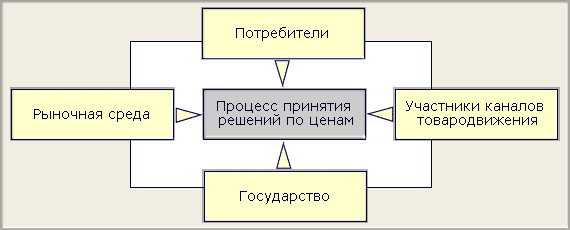 Потребители
Рыночная среда
Процесс принятия
решений по ценам
Участники каналов
товародвижения
Государство